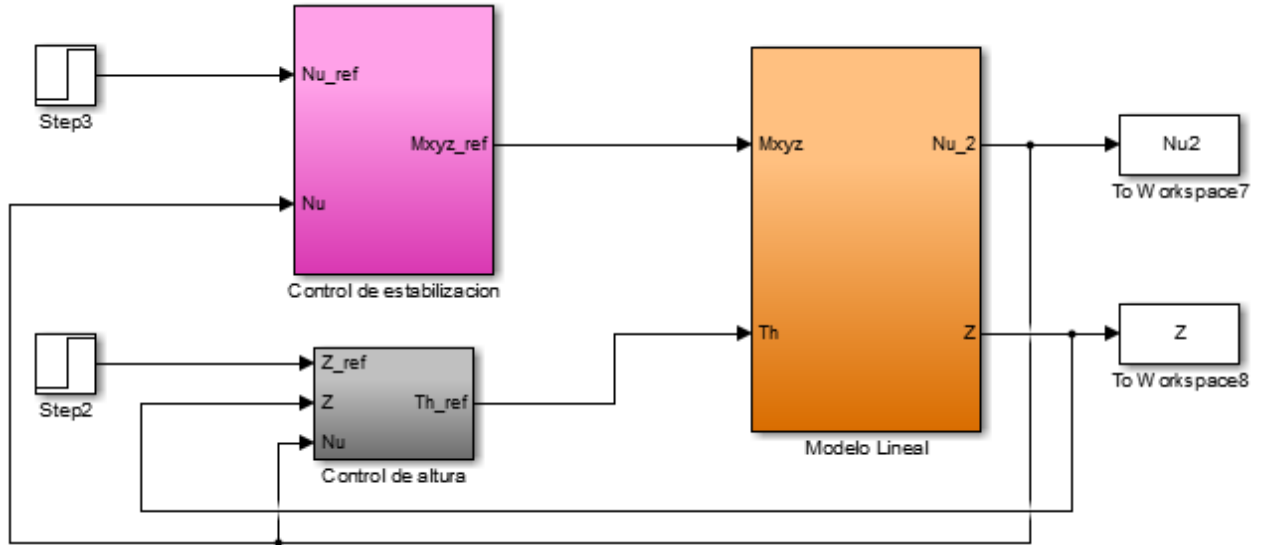 Step3
Nu_ref
Mxyz_ref
Nu
Control de estabilizacion
Mxyz
Nu_2
Th
Z
Modelo Lineal
Nu2
To Workspace7
Z
To Workspace8
Step2
Z_ref
Z
Th_ref
Nu
Control de altura